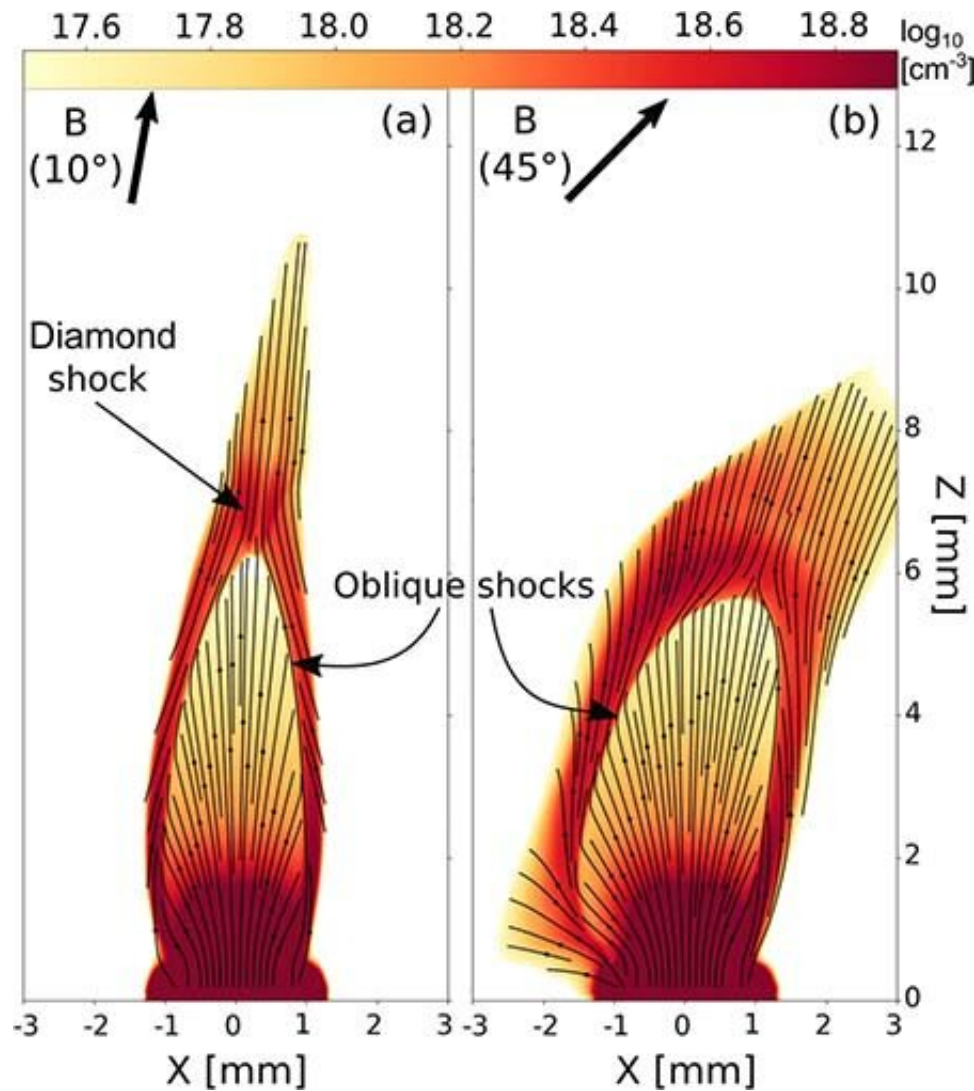 17.6 17.8 18.0 18.2 18.4 18.6 18.8 log₁₀
[cm⁻³]
B
(10°)
(a)
B
(45°)
(b)
12
10
8
6
4
2
0
Z [mm]
Diamond
shock
Oblique shocks
-3 -2 -1 0 1 2 3
X [mm]
-3 -2 -1 0 1 2 3
X [mm]